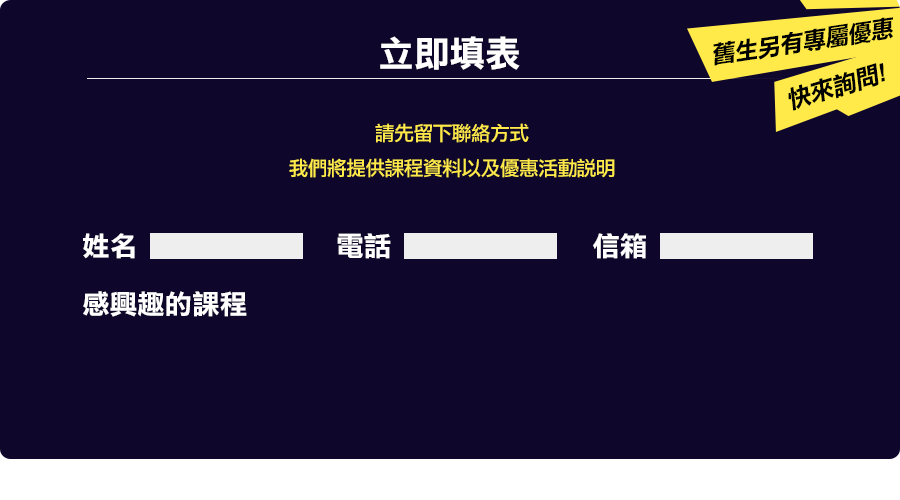 立即填表
舊生另有專屬優惠
快來詢問!
請先留下聯絡方式
我們將提供課程資料以及優惠活動説明
姓名
電話
信箱
感興趣的課程